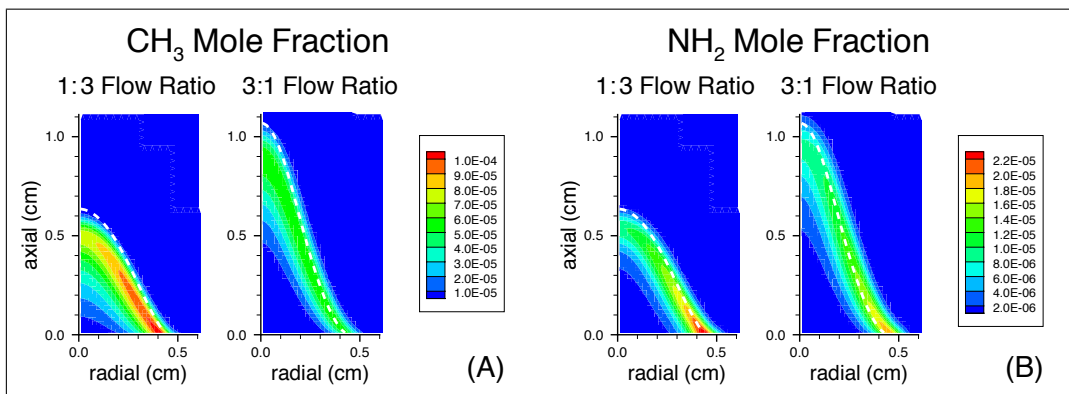 CH3 Mole Fraction
1:3 Flow Ratio
3:1 Flow Ratio
axial (cm)
1.0
0.5
0.0
0.0
0.5
radial (cm)
1.0
0.5
0.0
0.0
0.5
radial (cm)
1.0E-04
9.0E-05
8.0E-05
7.0E-05
6.0E-05
5.0E-05
4.0E-05
3.0E-05
2.0E-05
1.0E-05
(A)
NH2 Mole Fraction
1:3 Flow Ratio
3:1 Flow Ratio
axial (cm)
1.0
0.5
0.0
0.0
0.5
radial (cm)
1.0
0.5
0.0
0.0
0.5
radial (cm)
2.2E-05
2.0E-05
1.8E-05
1.6E-05
1.4E-05
1.2E-05
1.0E-05
8.0E-06
6.0E-06
4.0E-06
2.0E-06
(B)